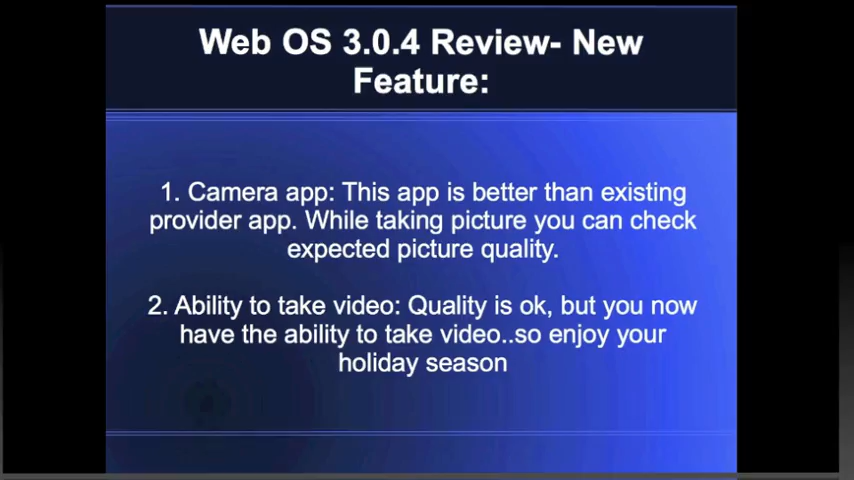 Web OS 3.0.4 Review- New
Feature:
1. Camera app: This app is better than existing
provider app. While taking picture you can check
expected picture quality.
2. Ability to take video: Quality is ok, but you now
have the ability to take video..so enjoy your
holiday season